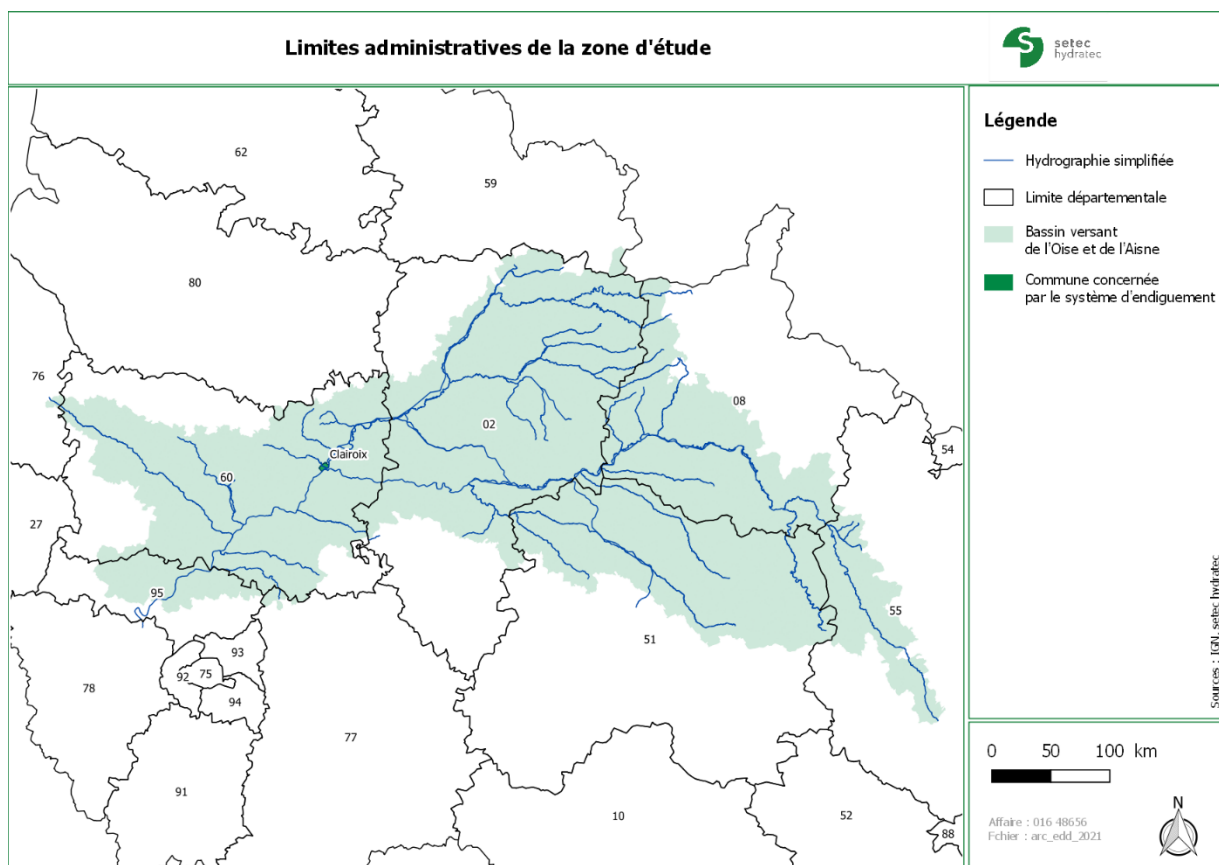 Limites administratives de la zone d'étude
setec
hydratec
62
59
80
76
08
02
54
Clairoix
60
27
95
55
51
93
92
75
78
94
77
91
10
52
88
Légende
Hydrographie simplifiée
Limite départementale
Bassin versant
de l'Oise et de l'Aisne
Commune concernée
par le système d'endiguement
Sources : IGN, setec hydratec
0 50 100 km
Affaire : 016 48656
Fichier : arc_edd_2021
N